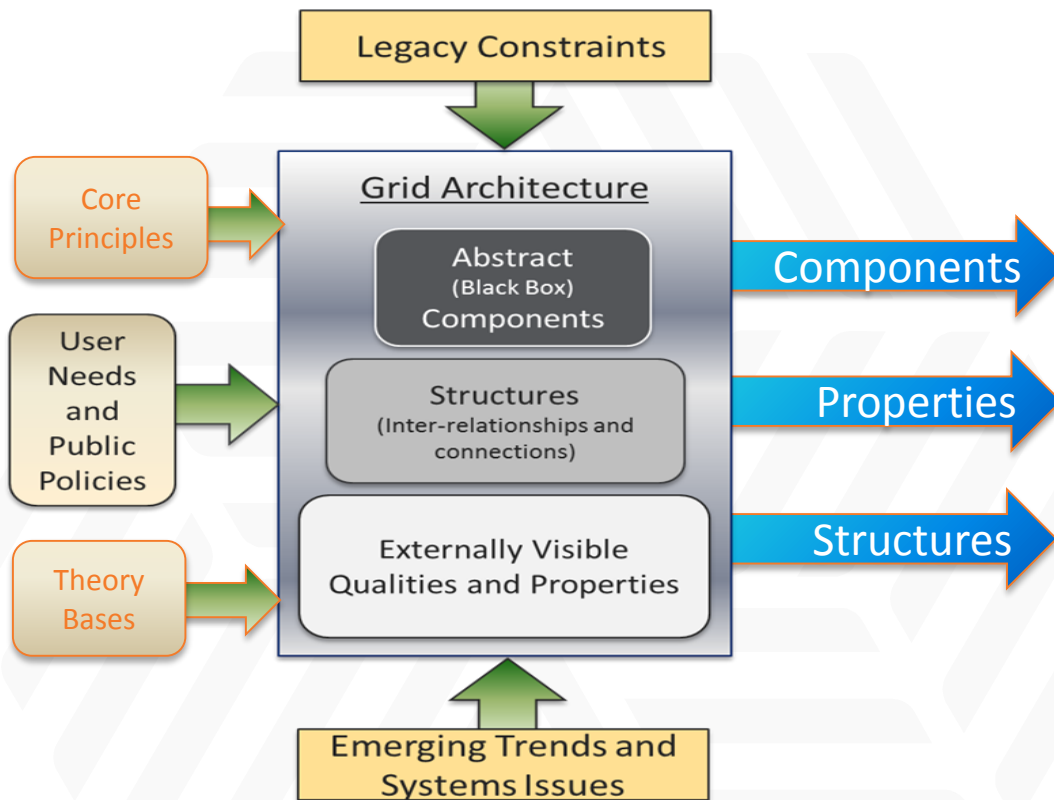 Legacy Constraints
Core
Principles
User
Needs
and
Public
Policies
Theory
Bases
Grid Architecture
Abstract
(Black Box)
Components
Structures
(Inter-relationships and
connections)
Externally Visible
Qualities and Properties
Components
Properties
Structures
Emerging Trends and
Systems Issues